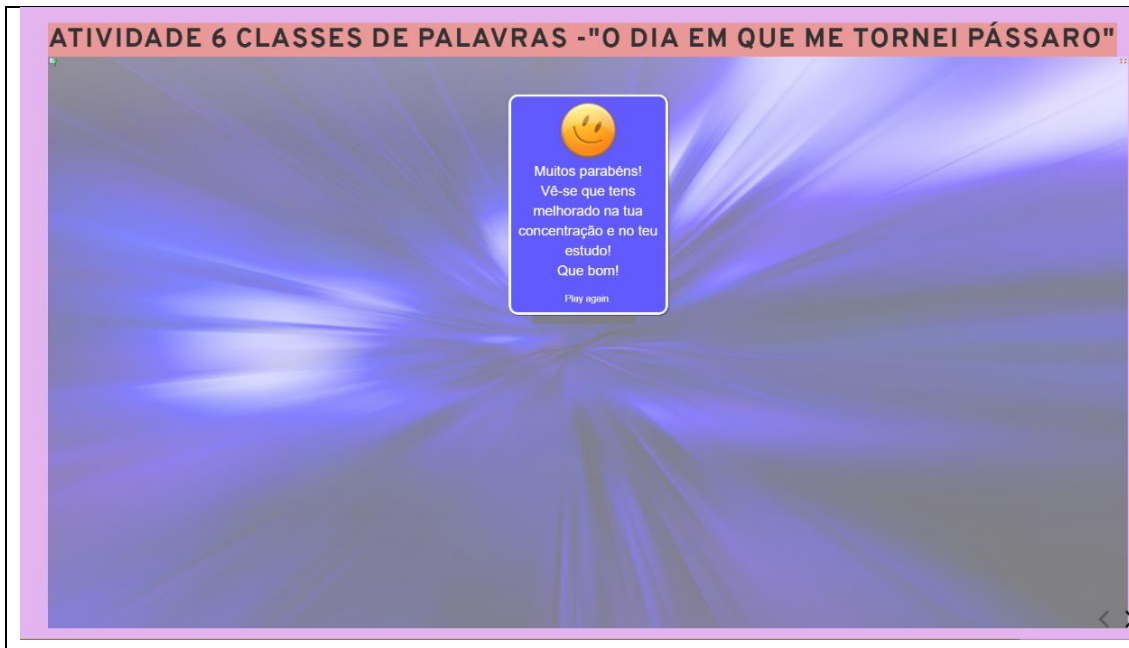 ATIVIDADE 6 CLASSES DE PALAVRAS -"O DIA EM QUE ME TORNEI PÁSSARO"
Muitos parabéns!
Vê-se que tens
melhorado na tua
concentração e no teu
estudo!
Que bom!
Play again